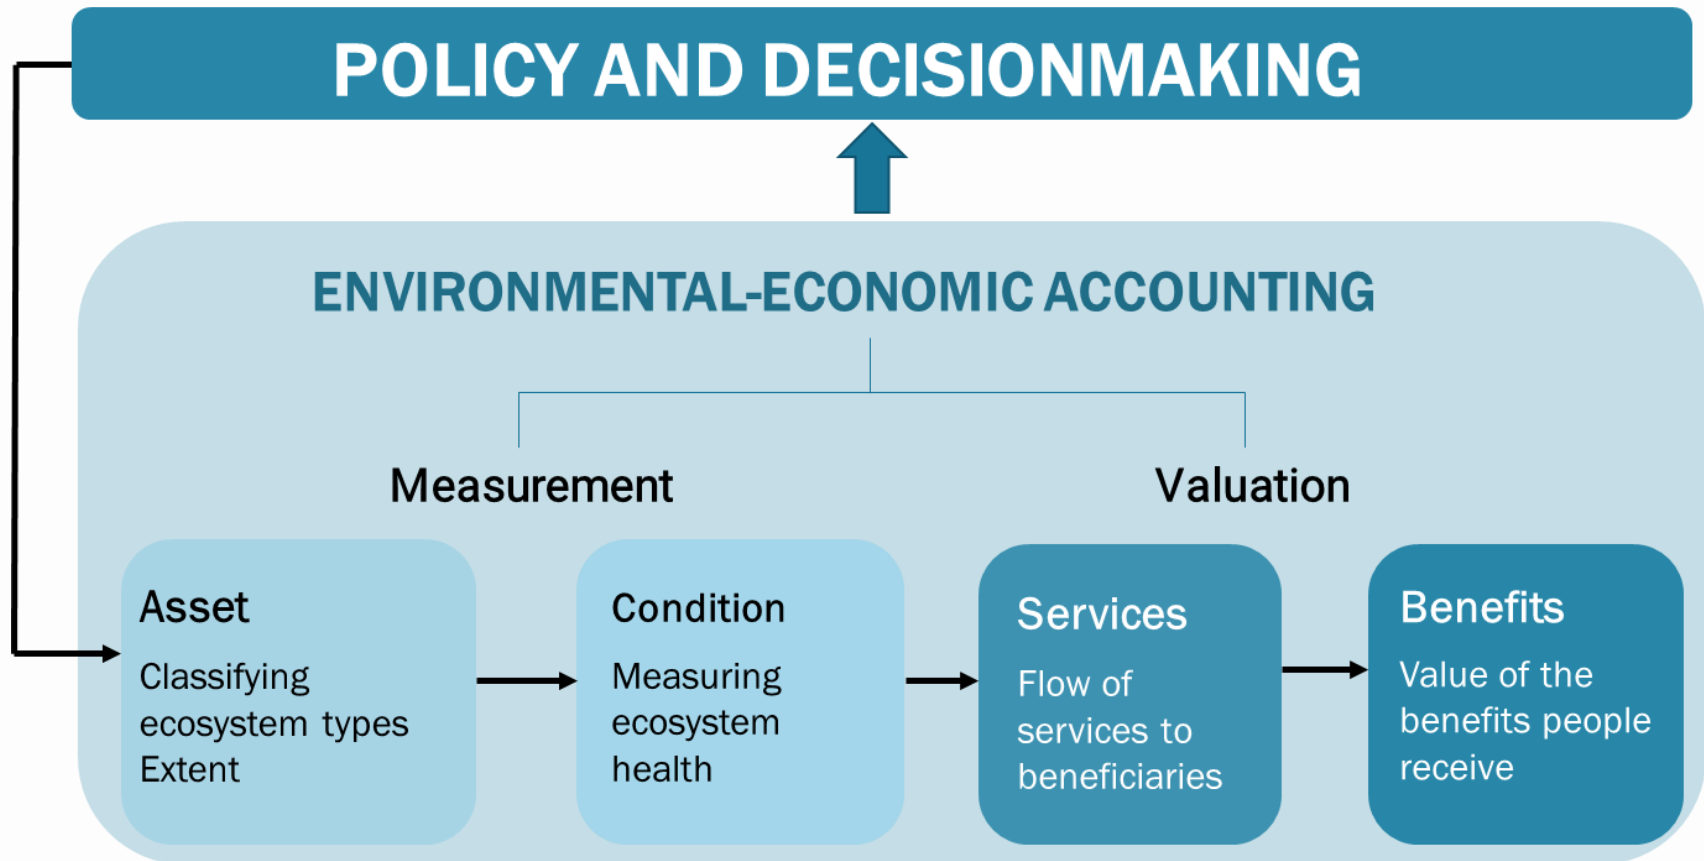 POLICY AND DECISIONMAKING
ENVIRONMENTAL-ECONOMIC ACCOUNTING
Measurement
Valuation
Asset
Classifying
ecosystem types
Extent
Condition
Measuring
ecosystem
health
Services
Flow of
services to
beneficiaries
Benefits
Value of the
benefits people
receive